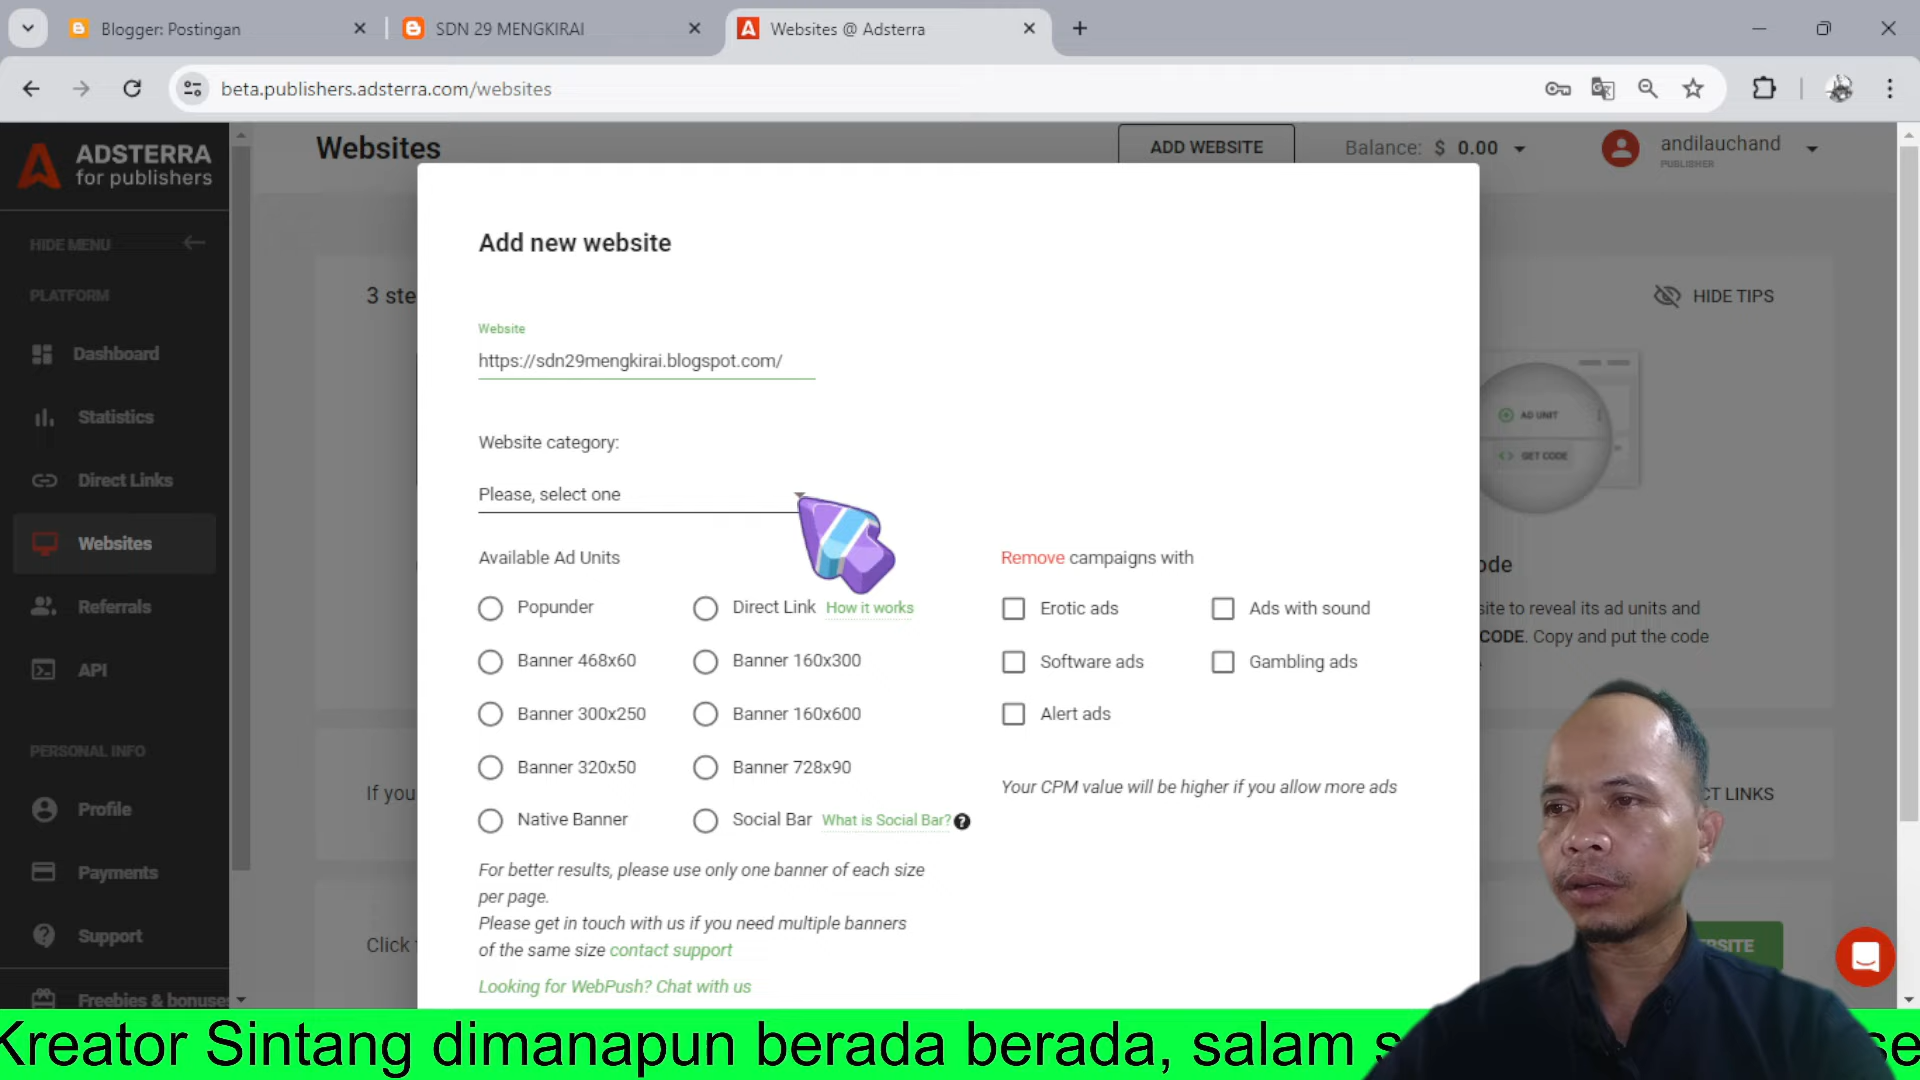 Blogger: Postingan
SDN 29 MENGKIRAI
Websites @ Adsterra
beta.publishers.adsterra.com/websites
ADSTERRA
for publishers
Websites
ADD WEBSITE
Balance: $ 0.00
andilauchand
PUBLISHER
HIDE MENU
PLATFORM
Dashboard
Statistics
Direct Links
Websites
Referrals
API
PERSONAL INFO
Profile
Payments
Support
Freebies & bonuses
3 ste
HIDE TIPS
AD UNIT
GET CODE
ode
site to reveal its ad units and
CODE. Copy and put the code
If you
CT LINKS
Click
BSITE
Add new website
Website
https://sdn29mengkirai.blogspot.com/
Website category:
Please, select one
Available Ad Units
Popunder
Direct Link How it works
Banner 468x60
Banner 160x300
Banner 300x250
Banner 160x600
Banner 320x50
Banner 728x90
Native Banner
Social Bar What is Social Bar? ?
Remove campaigns with
Erotic ads
Ads with sound
Software ads
Gambling ads
Alert ads
Your CPM value will be higher if you allow more ads
For better results, please use only one banner of each size
per page.
Please get in touch with us if you need multiple banners
of the same size contact support
Looking for WebPush? Chat with us
Kreator Sintang dimanapun berada berada, salam s
se